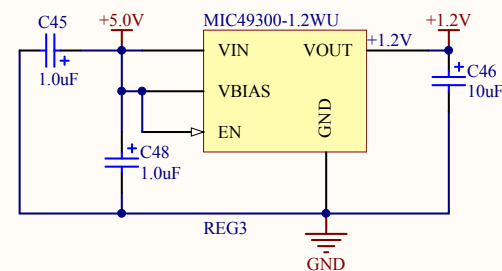 C45
1.0uF
+5.0V
MIC49300-1.2WU
VIN
VOUT
VBIAS
EN
GND
+1.2V
+1.2V
C46
10uF
C48
1.0uF
REG3
GND